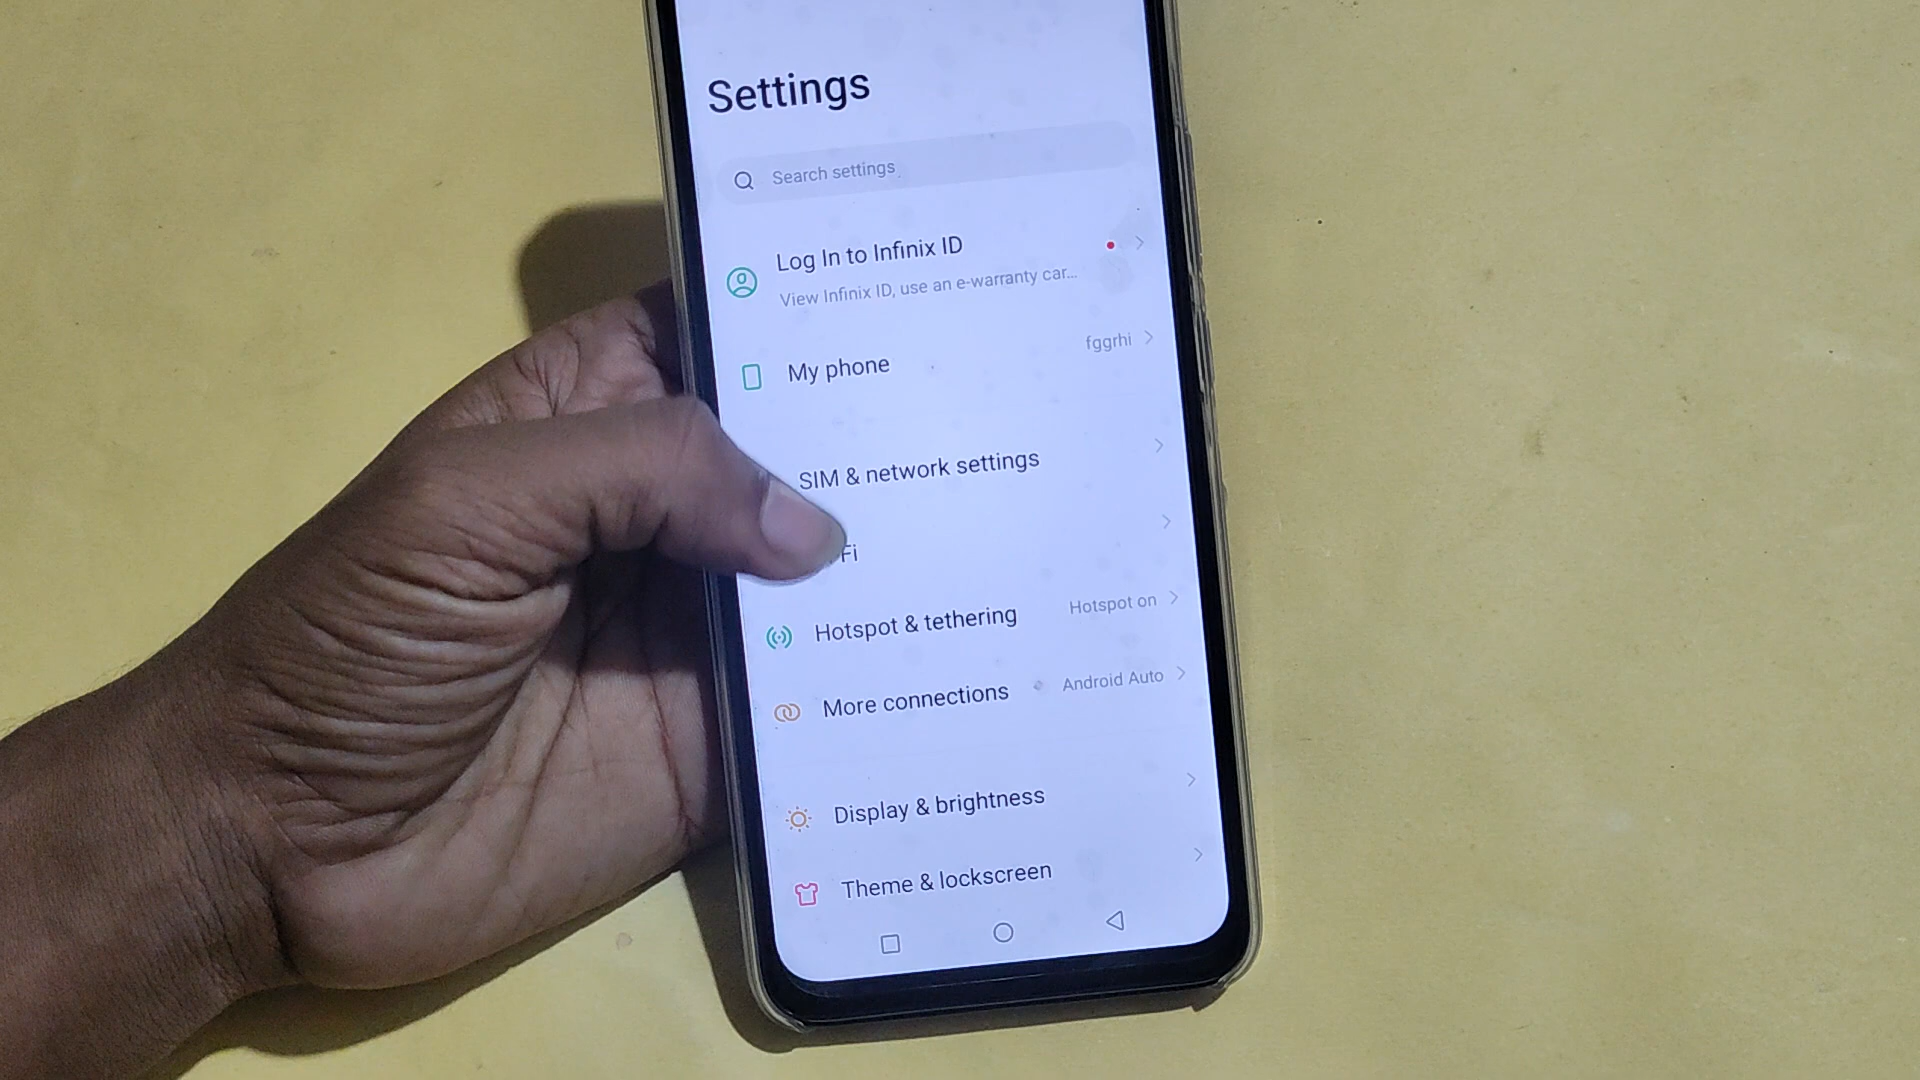 Settings
Search settings
Log In to Infinix ID
View Infinix ID, use an e-warranty car...
My phone
fggrhi
SIM & network settings
Fi
Hotspot & tethering
Hotspot on
More connections
Android Auto
Display & brightness
Theme & lockscreen